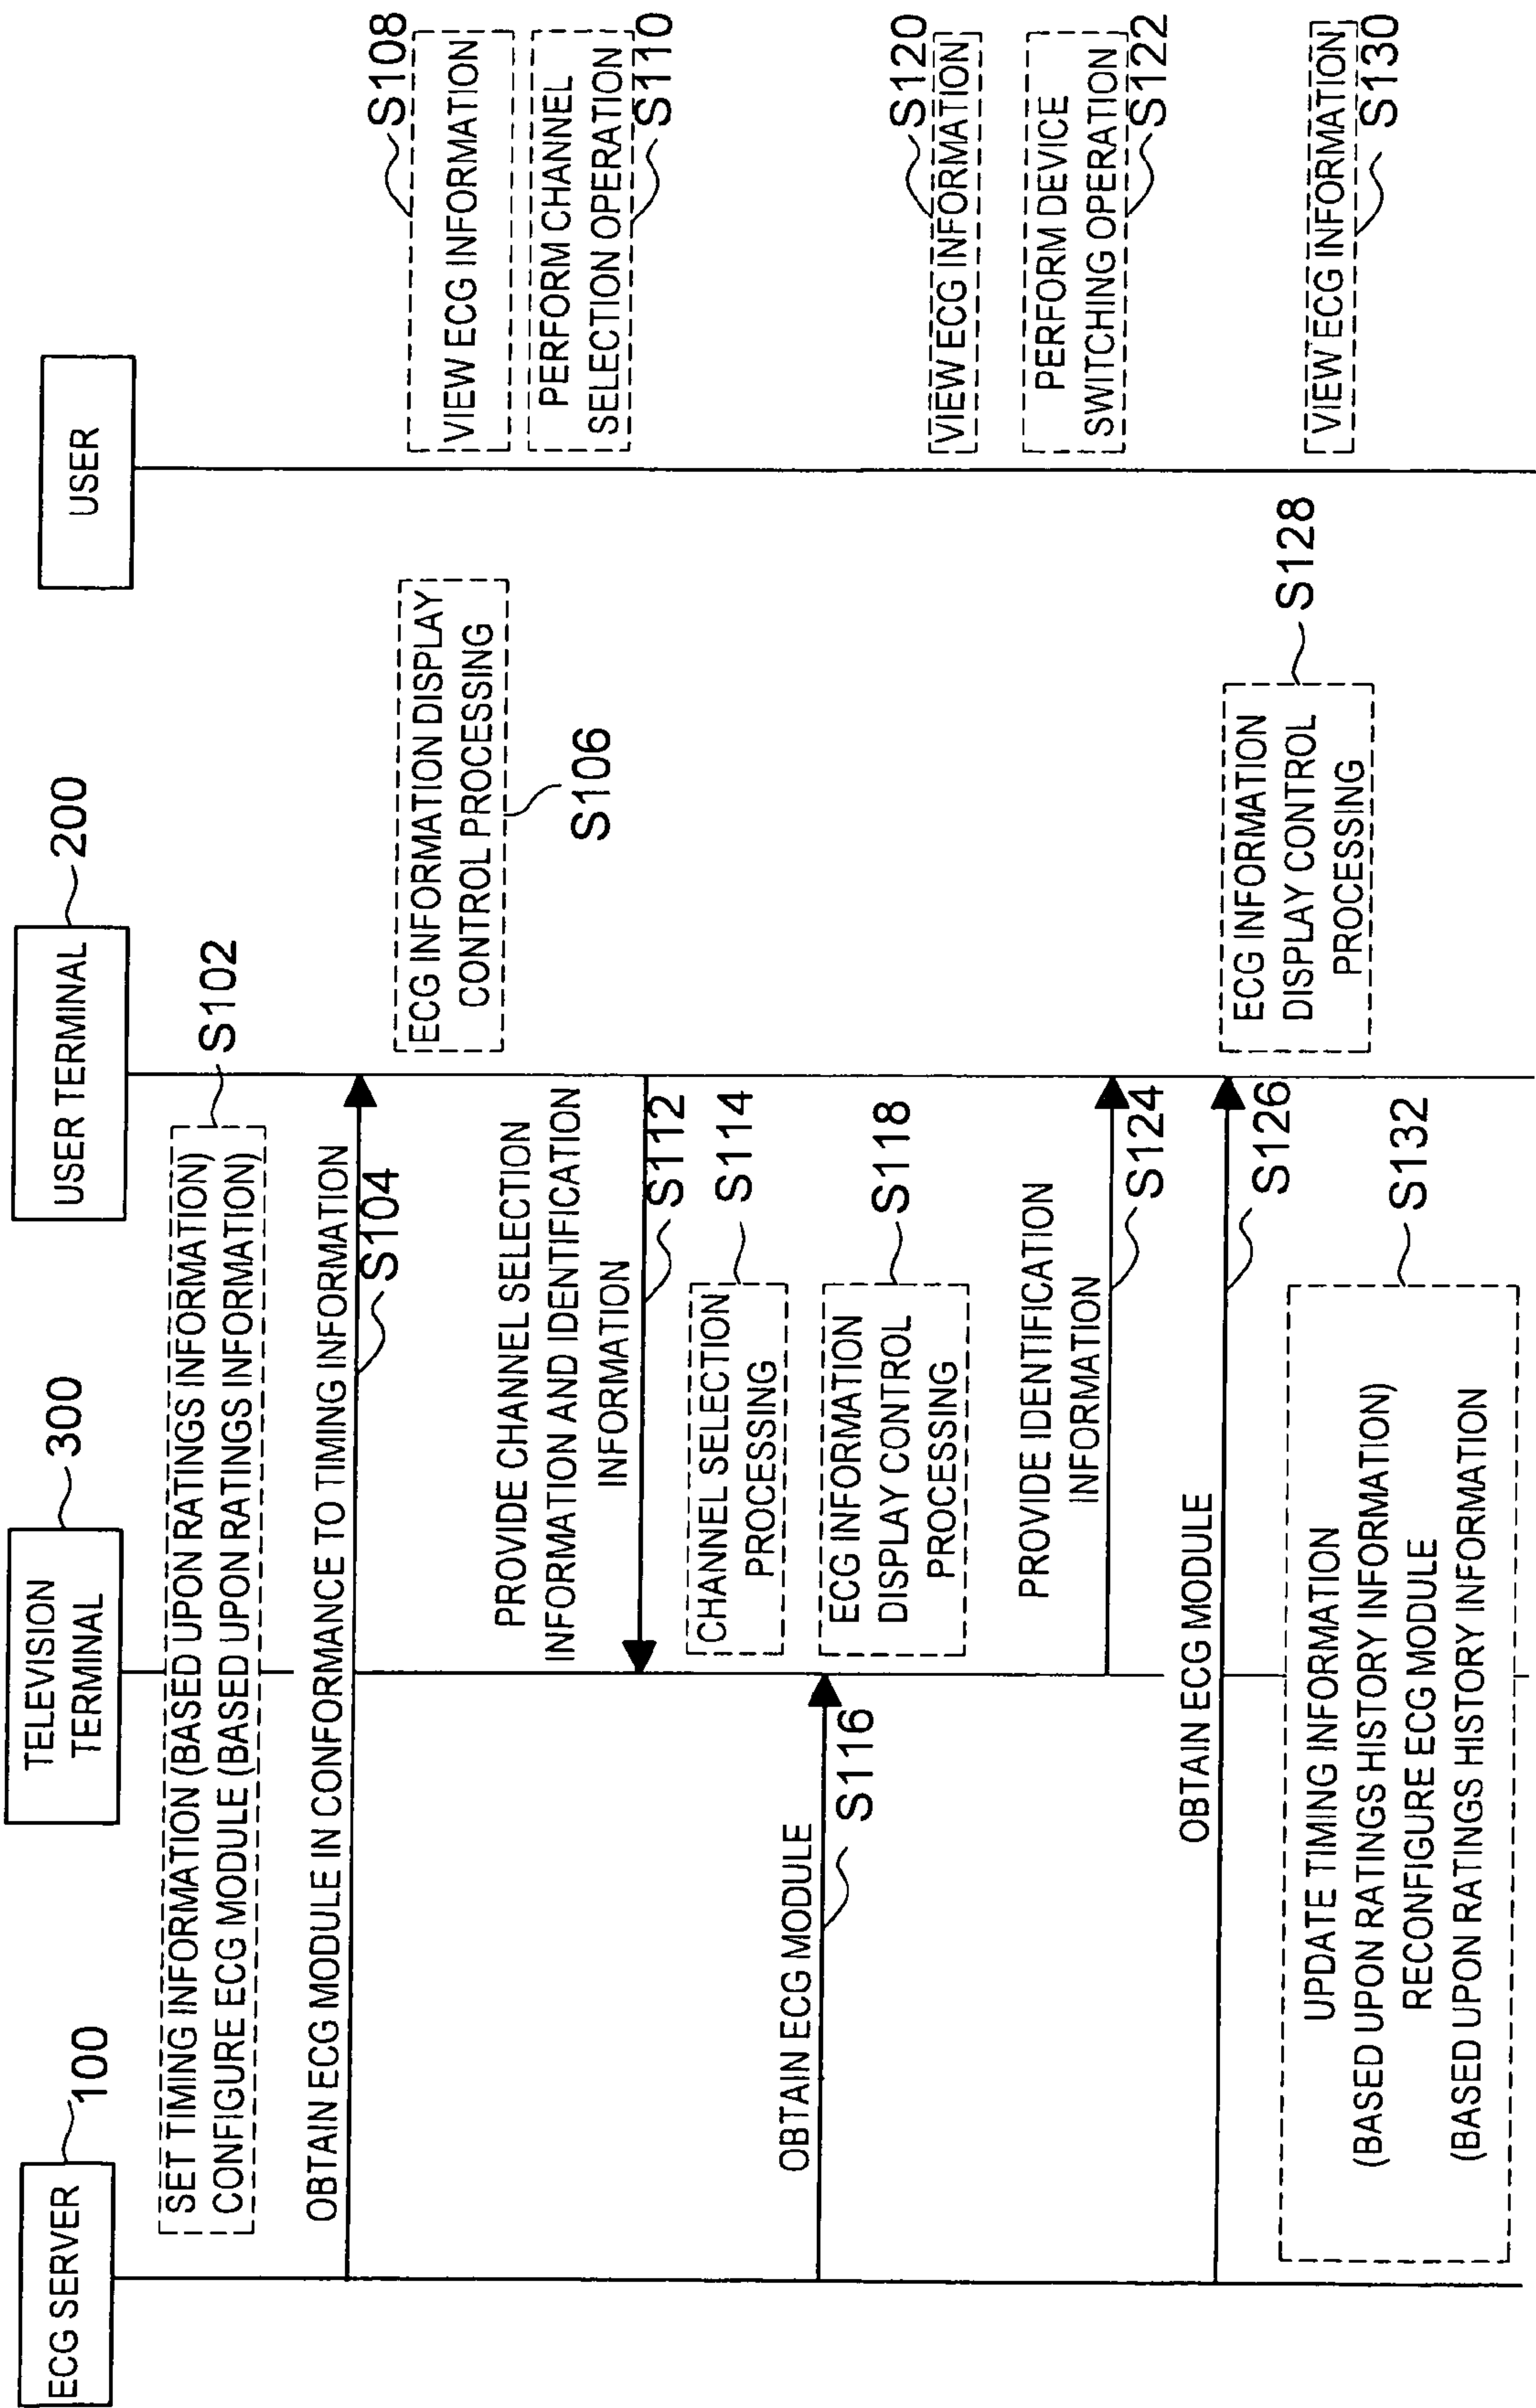 ECG SERVER
100
TELEVISION
TERMINAL
300
USER TERMINAL
200
USER
SET TIMING INFORMATION (BASED UPON RATINGS INFORMATION)
CONFIGURE ECG MODULE (BASED UPON RATINGS INFORMATION)
S102
OBTAIN ECG MODULE IN CONFORMANCE TO TIMING INFORMATION
S104
ECG INFORMATION DISPLAY
CONTROL PROCESSING
S106
S108
VIEW ECG INFORMATION
PERFORM CHANNEL
SELECTION OPERATION
S110
PROVIDE CHANNEL SELECTION
INFORMATION AND IDENTIFICATION
INFORMATION
S112
CHANNEL SELECTION
PROCESSING
S114
OBTAIN ECG MODULE
S116
ECG INFORMATION
DISPLAY CONTROL
PROCESSING
S118
S120
VIEW ECG INFORMATION
PERFORM DEVICE
SWITCHING OPERATION
S122
PROVIDE IDENTIFICATION
INFORMATION
S124
OBTAIN ECG MODULE
S126
ECG INFORMATION
DISPLAY CONTROL
PROCESSING
S128
VIEW ECG INFORMATION
S130
UPDATE TIMING INFORMATION
(BASED UPON RATINGS HISTORY INFORMATION)
RECONFIGURE ECG MODULE
(BASED UPON RATINGS HISTORY INFORMATION
S132